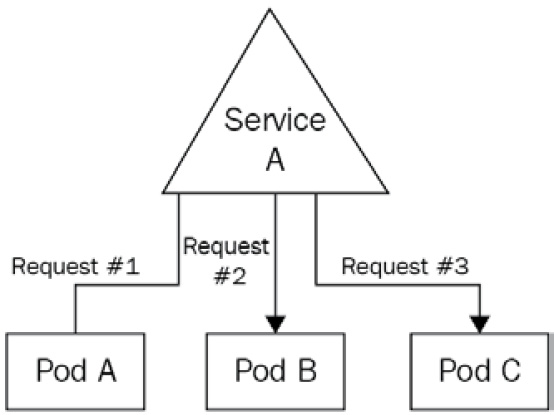 Service
A
Request #1
Request
#2
Request #3
Pod A
Pod B
Pod C